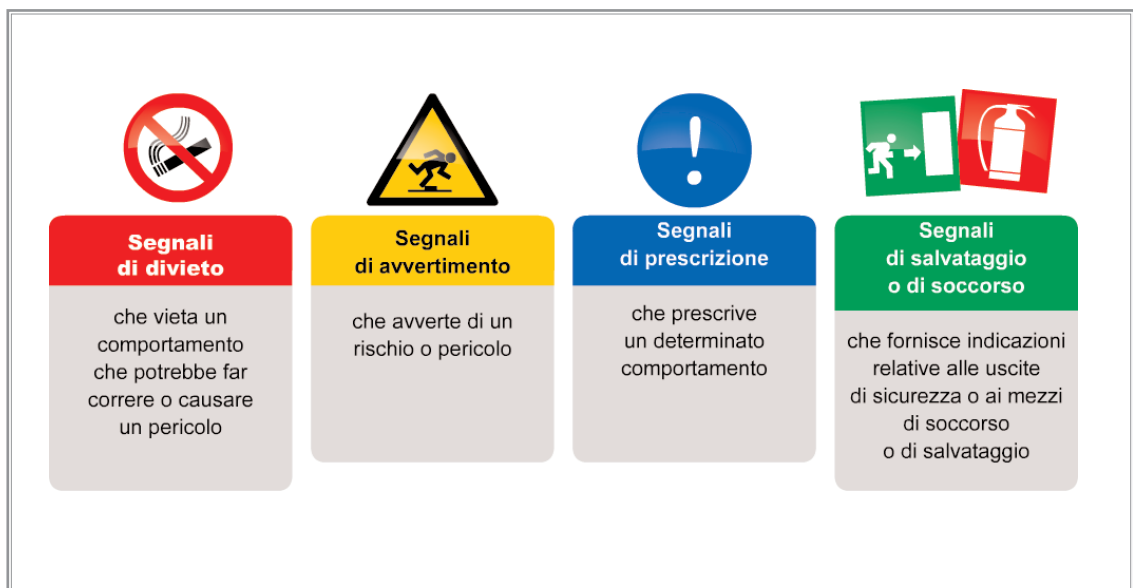 Segnali
di divieto
che vieta un
comportamento
che potrebbe far
correre o causare
un pericolo
Segnali
di avvertimento
che avverte di un
rischio o pericolo
Segnali
di prescrizione
che prescrive
un determinato
comportamento
Segnali
di salvataggio
o di soccorso
che fornisce indicazioni
relative alle uscite
di sicurezza o ai mezzi
di soccorso
o di salvataggio